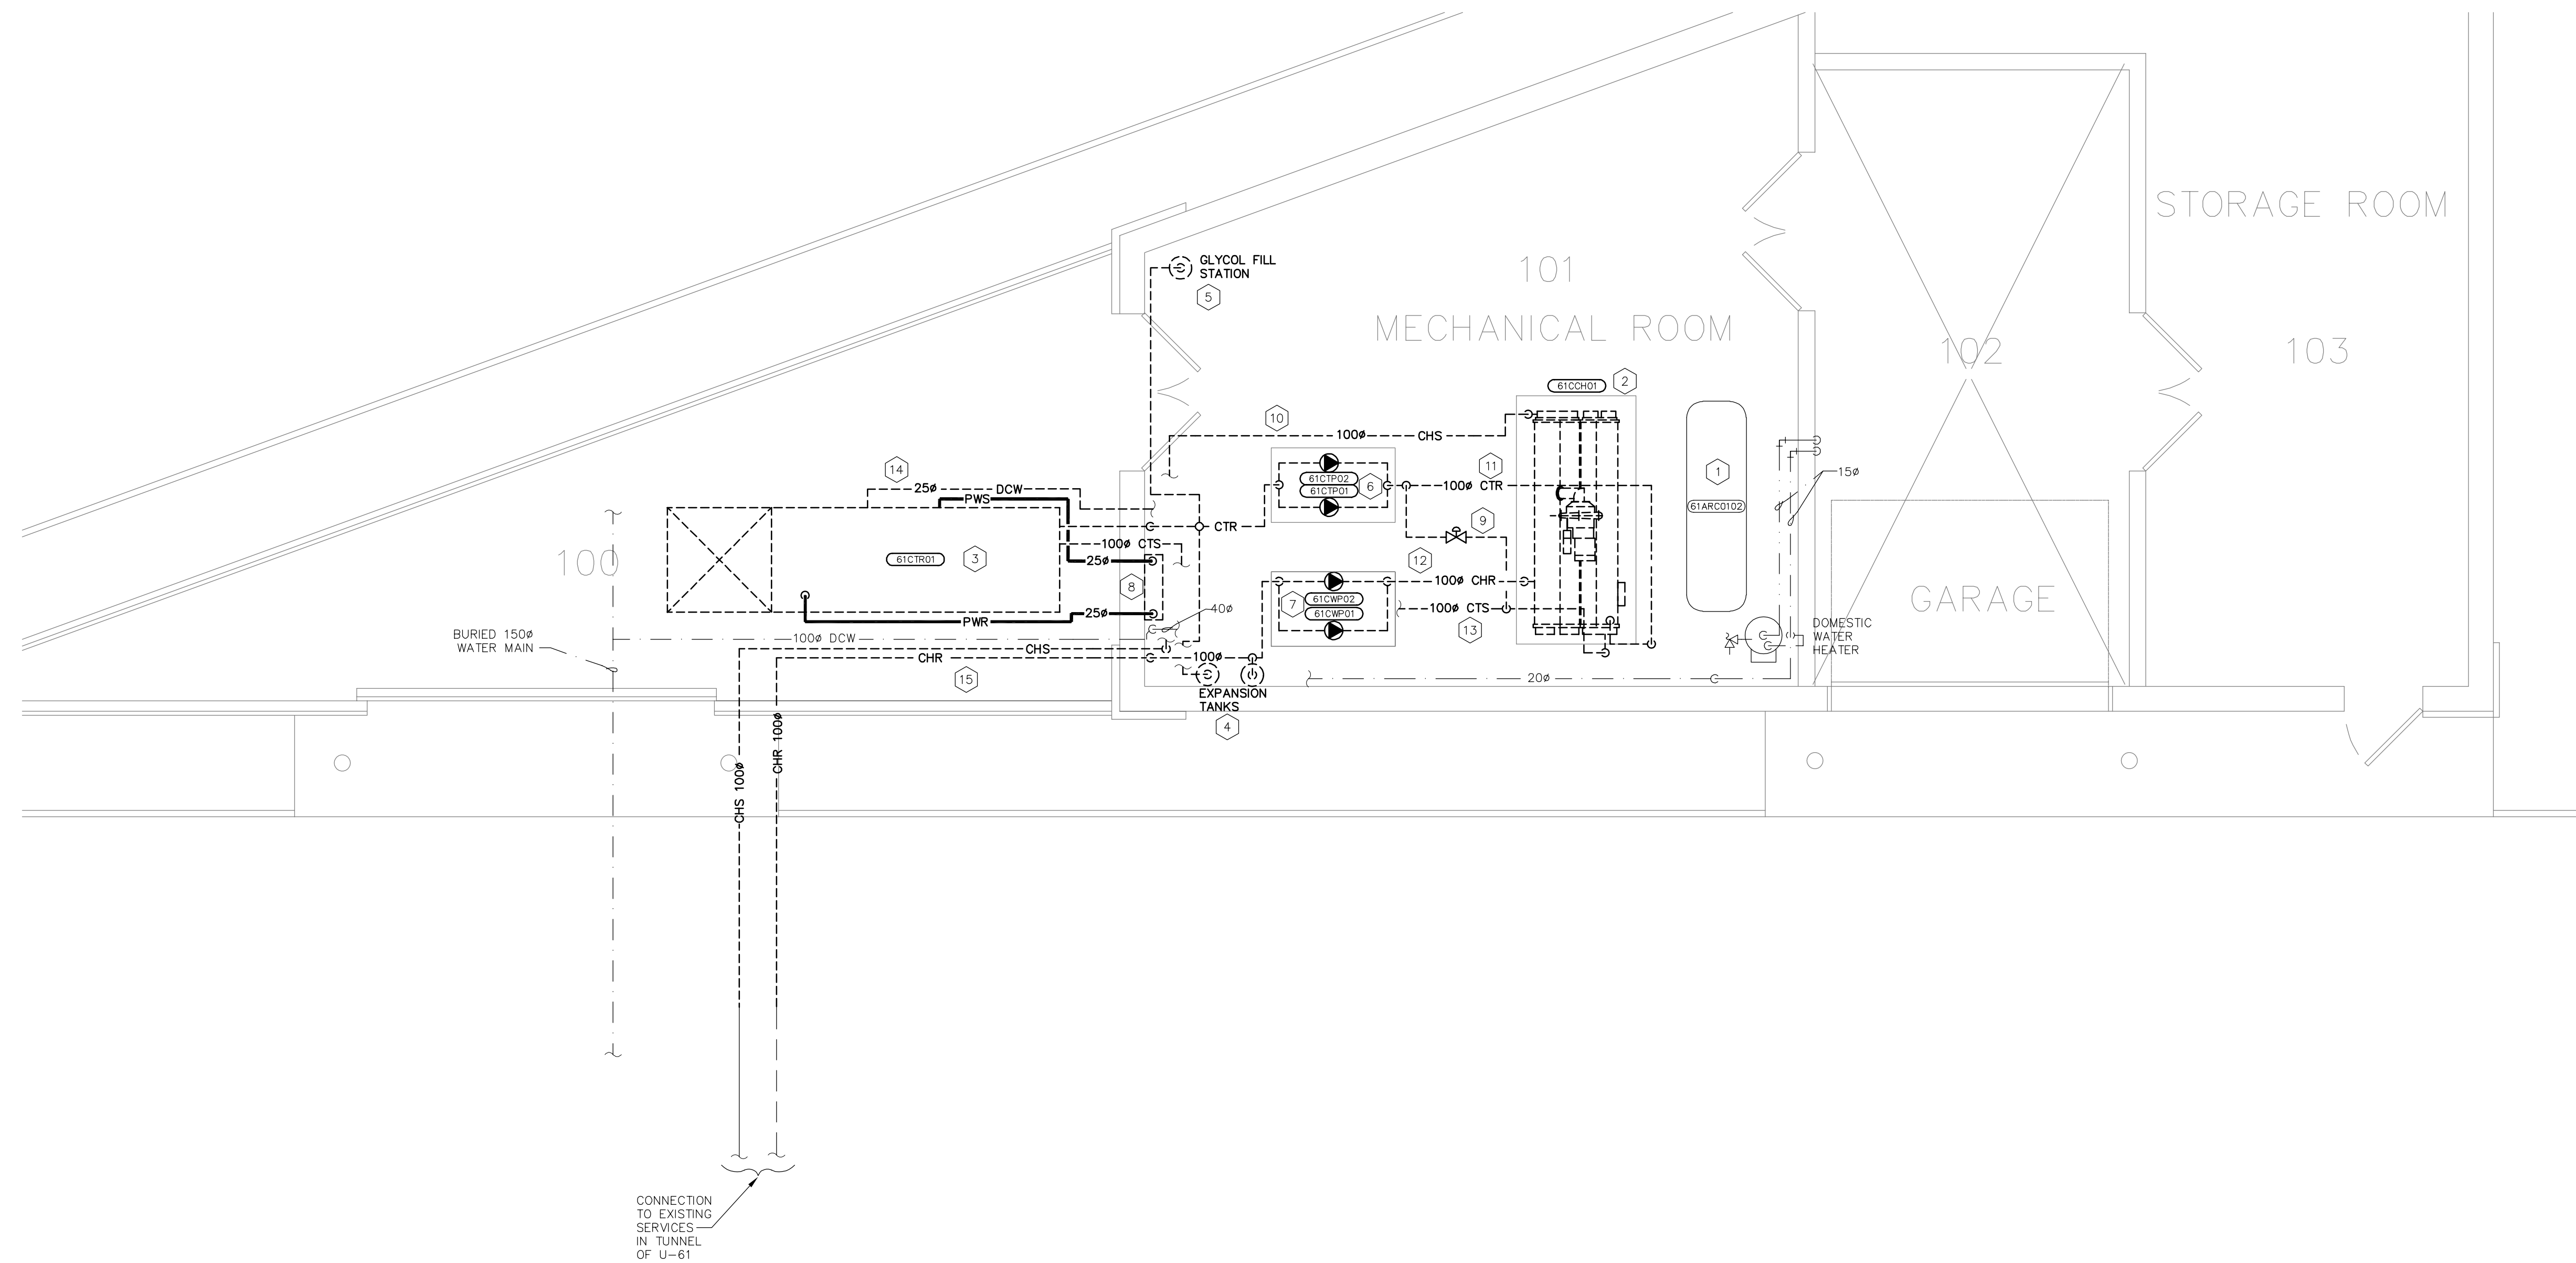 STORAGE ROOM
103
101
MECHANICAL ROOM
102
GARAGE
100
GLYCOL FILL
STATION
5
61CCH01
2
10
100ø
CHS
14
25ø
DCW
PWS
61CTP02
61CTP01
6
11
100ø CTR
1
61ARC0102
15ø
CTR
9
100ø CTS
61CTR01
3
25ø
12
8
100ø CHR
7
61CWP02
61CWP01
40ø
25ø
PWR
100ø CTS
13
BURIED 150ø
WATER MAIN
100ø DCW
DOMESTIC
WATER
HEATER
CHS
CHR
100ø
15
20ø
EXPANSION
TANKS
4
CHS 100ø
CHR 100ø
CONNECTION
TO EXISTING
SERVICES
IN TUNNEL
OF U-61